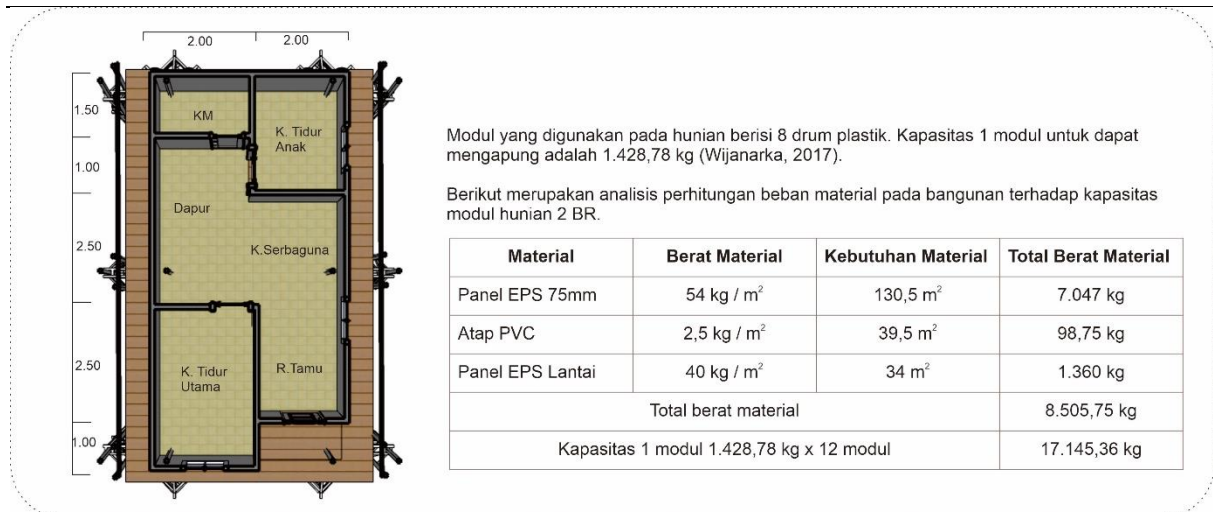 2.00 2.00
1.50
1.00
2.50
2.50
1.00
KM
K. Tidur
Anak
Dapur
K.Serbaguna
K. Tidur
Utama
R.Tamu
Modul yang digunakan pada hunian berisi 8 drum plastik. Kapasitas 1 modul untuk dapat
mengapung adalah 1.428,78 kg (Wijanarka, 2017).
Berikut merupakan analisis perhitungan beban material pada bangunan terhadap kapasitas
modul hunian 2 BR.
Material Berat Material Kebutuhan Material Total Berat Material
Panel EPS 75mm 54 kg / m² 130,5 m² 7.047 kg
Atap PVC 2,5 kg / m² 39,5 m² 98,75 kg
Panel EPS Lantai 40 kg / m² 34 m² 1.360 kg
Total berat material 8.505,75 kg
Kapasitas 1 modul 1.428,78 kg x 12 modul 17.145,36 kg